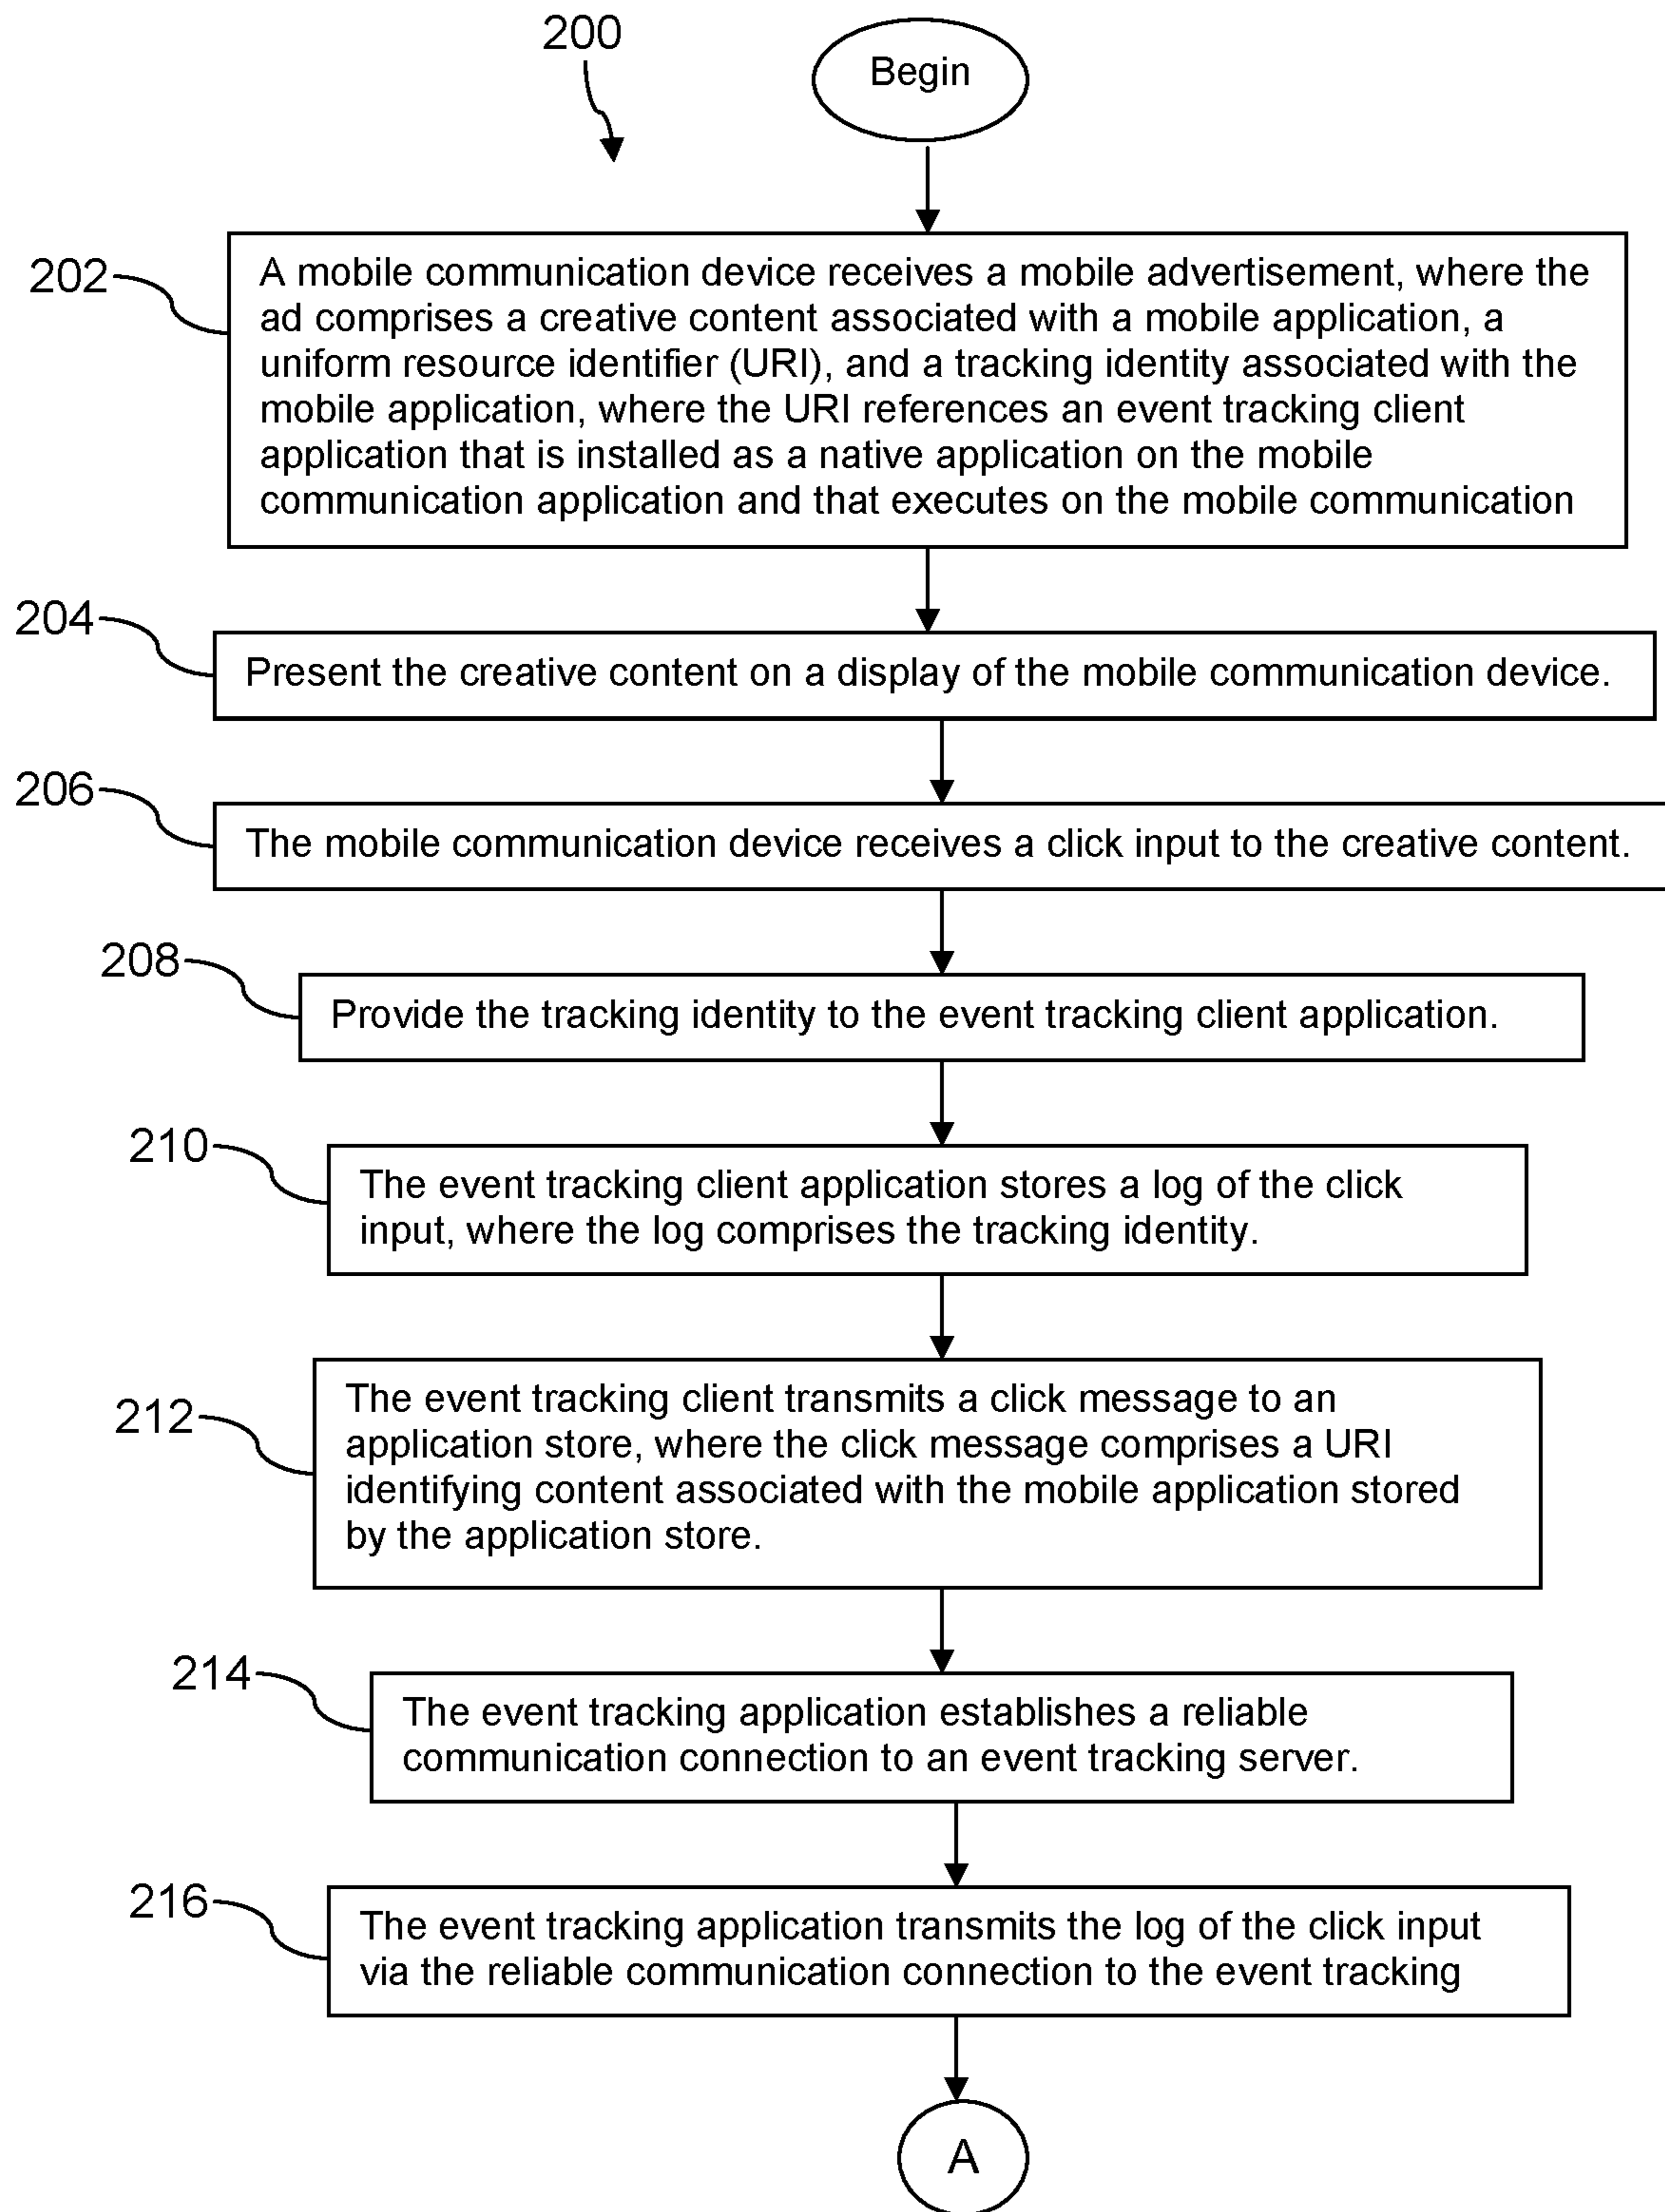 200
Begin
202
A mobile communication device receives a mobile advertisement, where the
ad comprises a creative content associated with a mobile application, a
uniform resource identifier (URI), and a tracking identity associated with the
mobile application, where the URI references an event tracking client
application that is installed as a native application on the mobile
communication application and that executes on the mobile communication
204
Present the creative content on a display of the mobile communication device.
206
The mobile communication device receives a click input to the creative content.
208
Provide the tracking identity to the event tracking client application.
210
The event tracking client application stores a log of the click
input, where the log comprises the tracking identity.
212
The event tracking client transmits a click message to an
application store, where the click message comprises a URI
identifying content associated with the mobile application stored
by the application store.
214
The event tracking application establishes a reliable
communication connection to an event tracking server.
216
The event tracking application transmits the log of the click input
via the reliable communication connection to the event tracking
A